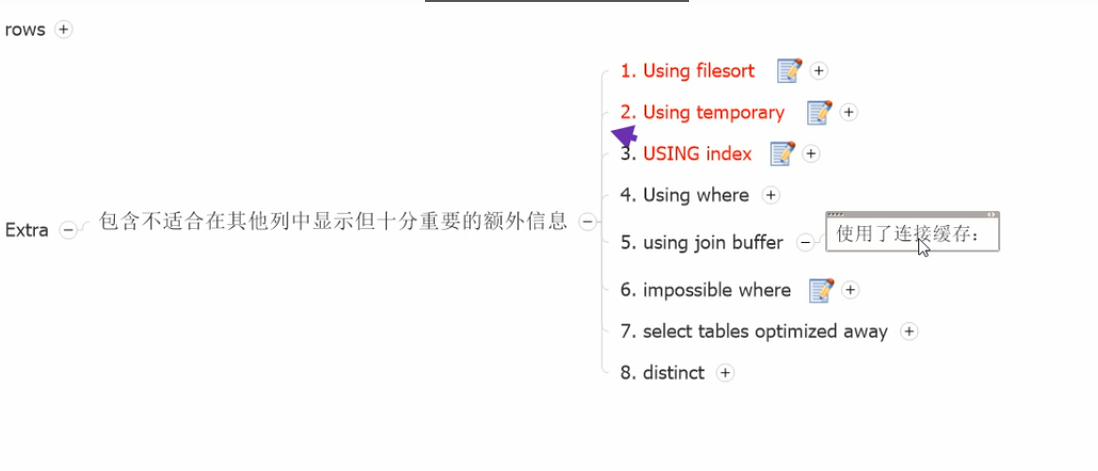 rows
1. Using filesort
2. Using temporary
3. USING index
4. Using where
Extra
包含不适合在其他列中显示但十分重要的额外信息
5. using join buffer
使用了连接缓存：
6. impossible where
7. select tables optimized away
8. distinct